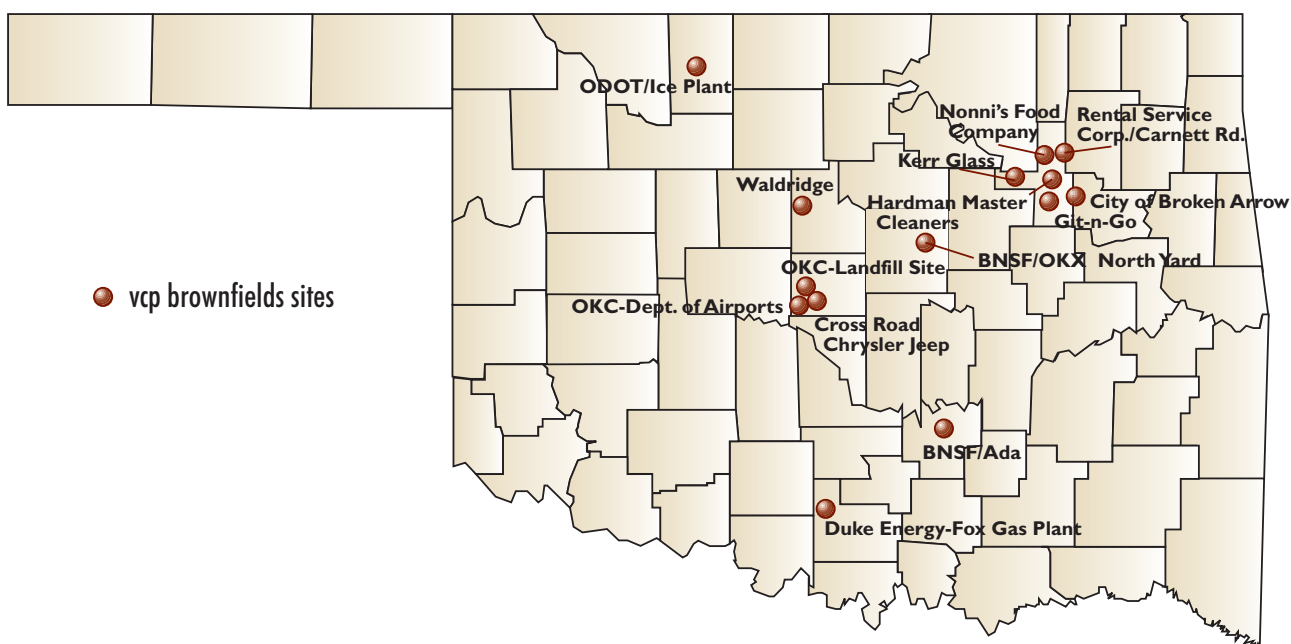 ODOT/Ice Plant
Nonni's Food
Company
Rental Service
Corp./Carnett Rd.
Kerr Glass
Waldridge
Hardman Master
Cleaners
City of Broken Arrow
Git-n-Go
BNSF/OKX North Yard
OKC-Landfill Site
vcp brownfields sites
OKC-Dept. of Airports
Cross Road
Chrysler Jeep
BNSF/Ada
Duke Energy-Fox Gas Plant